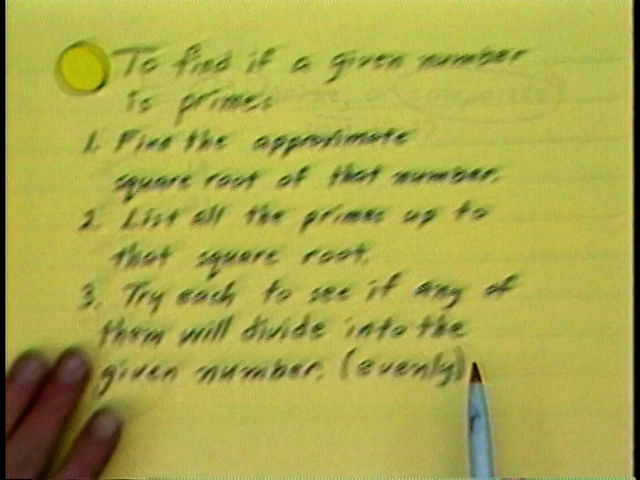 To find if a given number
is prime:
1. Find the approximate
square root of that number.
2. List all the primes up to
that square root.
3. Try each to see if any of
them will divide into the
given number. (evenly)